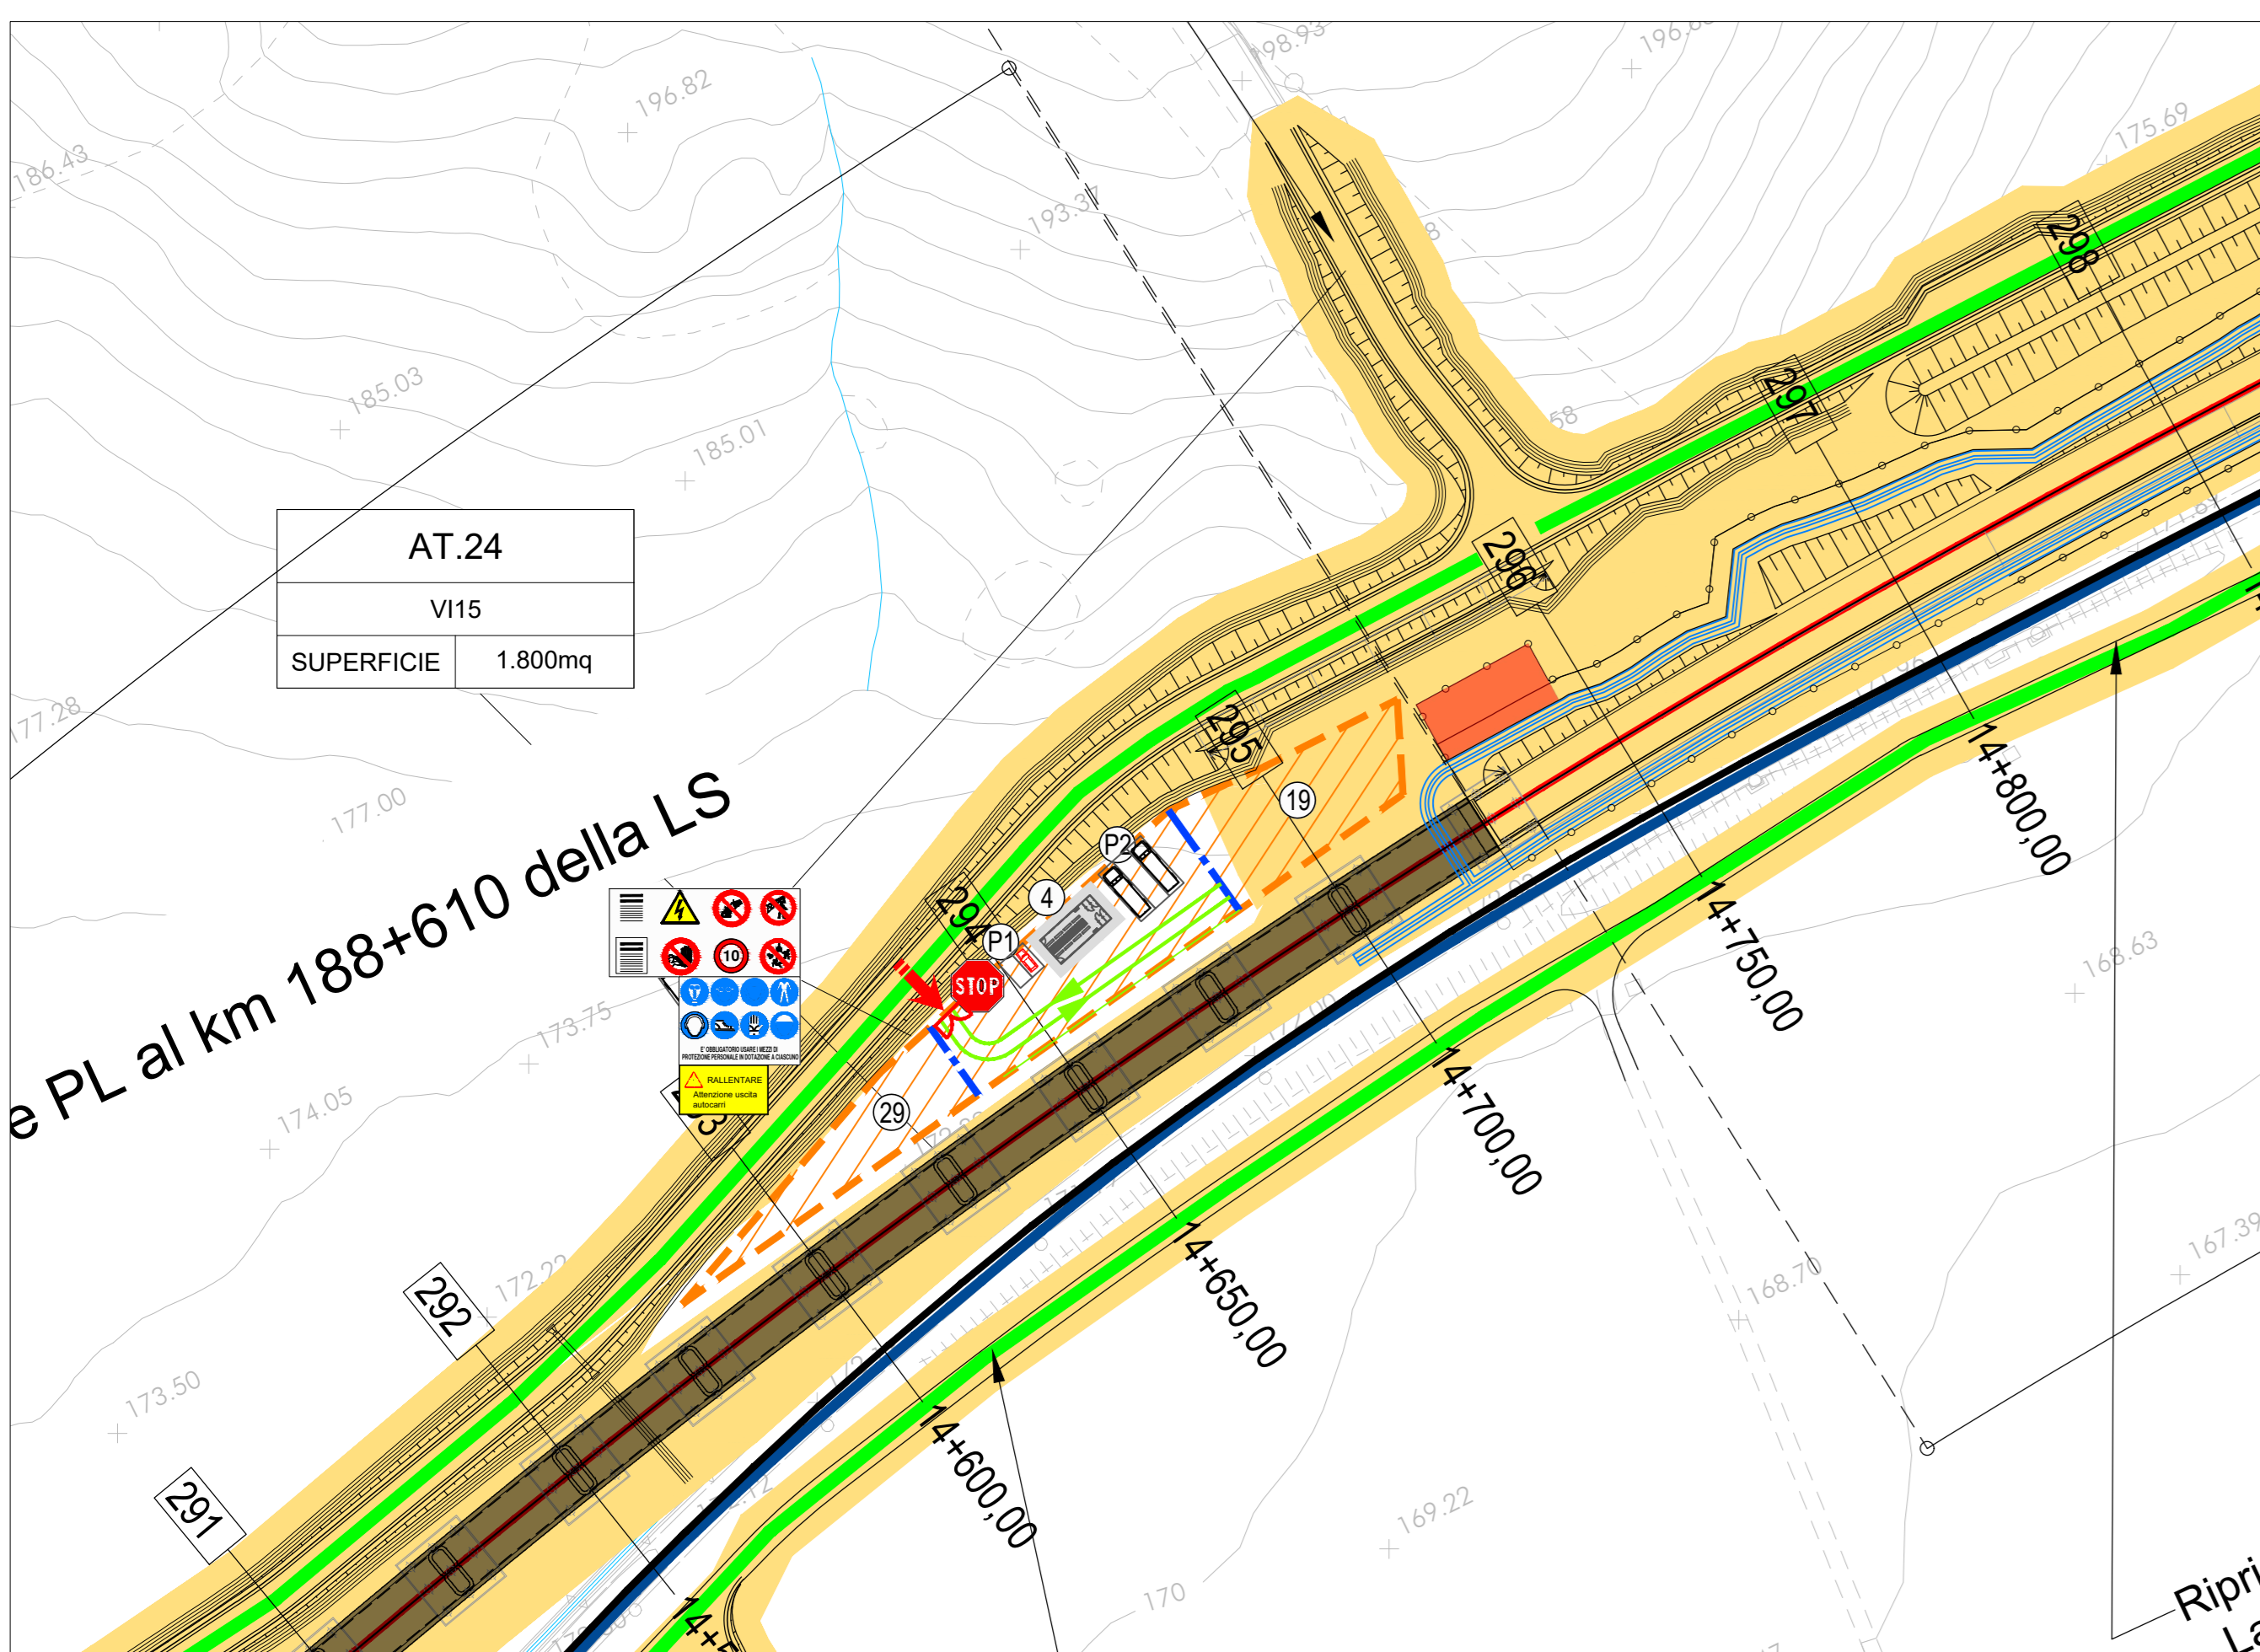 198.93
196.82
175.69
186.43
193.37
298
185.03
297
58
185.01
AT.24
VI15
SUPERFICIE 1.800mq
296
177.28
295
14+800,00
19
e PL al km 188+610 della LS
177.00
P2
4
294
14+750,00
P1
168.63
10
STOP
173.75
E' OBBLIGATORIO USARE I MEZZI DI
PROTEZIONE PERSONALE IN DOTAZIONE A CIASCUNO
RALLENTARE
Attenzione uscita
autocarri
174.05
29
14+700,00
167.39
172.22
168.70
292
14+650,00
173.50
14+600,00
291
169.22
170
Ripri